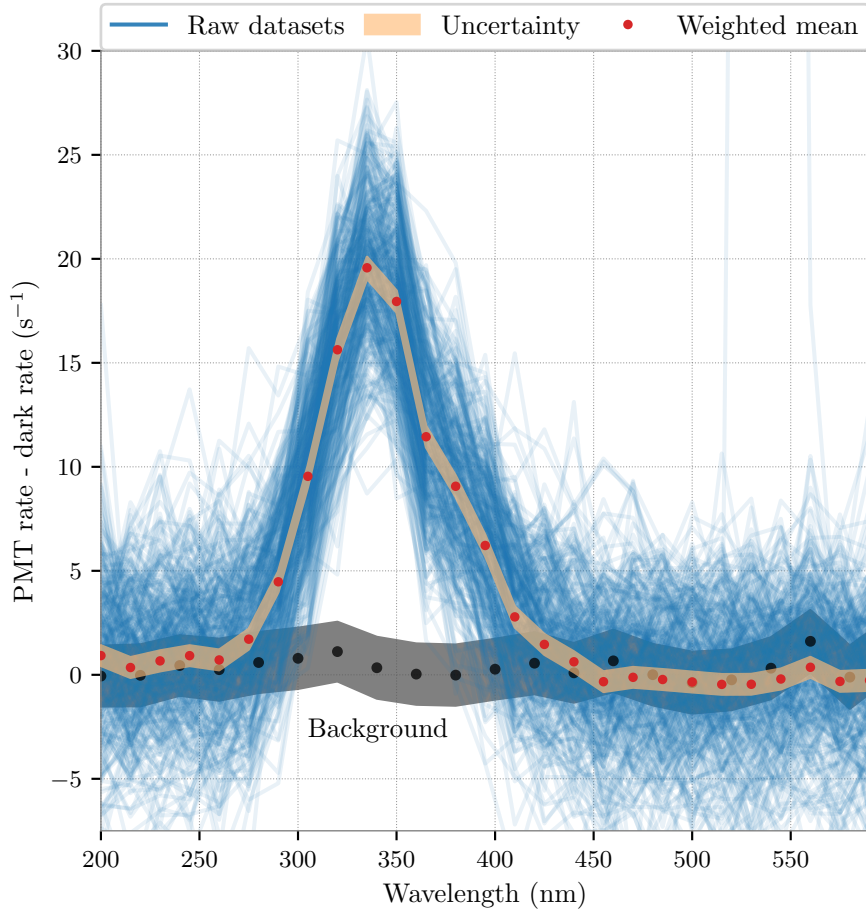 Raw datasets Uncertainty Weighted mean
30
25
20
15
10
5
0
−5
PMT rate - dark rate (s⁻¹)
Background
200 250 300 350 400 450 500 550
Wavelength (nm)